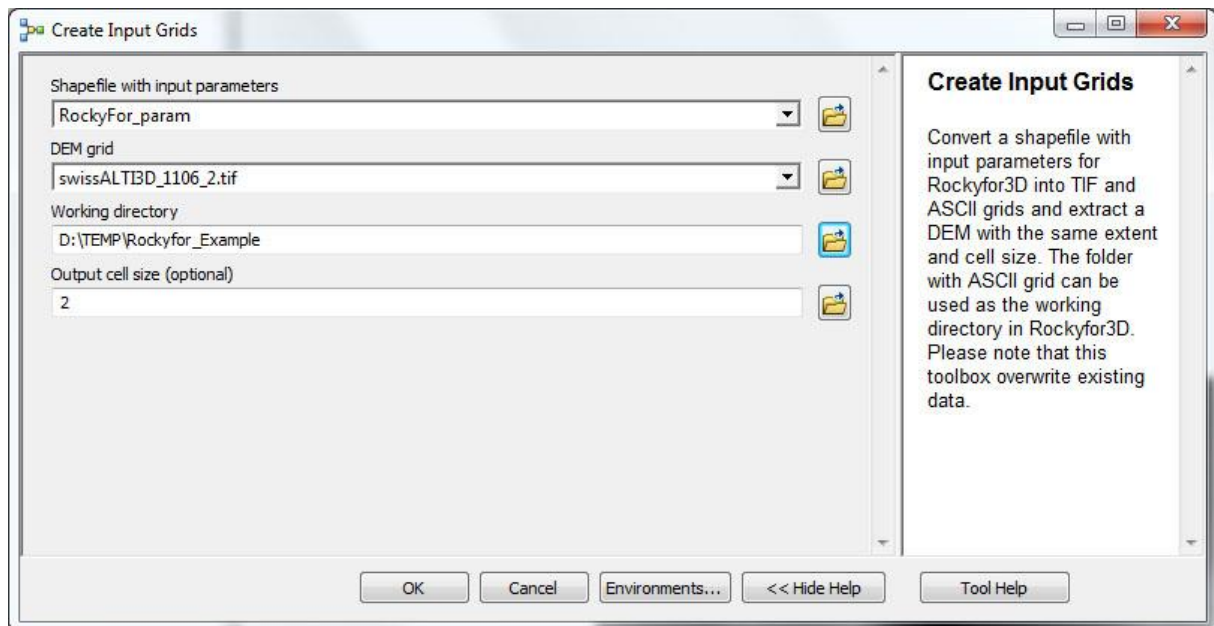 Create Input Grids
Shapefile with input parameters
RockyFor_param
DEM grid
swissALTI3D_1106_2.tif
Working directory
D:\TEMP\Rockyfor_Example
Output cell size (optional)
2
Create Input Grids
Convert a shapefile with
input parameters for
Rockyfor3D into TIF and
ASCII grids and extract a
DEM with the same extent
and cell size. The folder
with ASCII grid can be
used as the working
directory in Rockyfor3D.
Please note that this
toolbox overwrite existing
data.
OK
Cancel
Environments...
<< Hide Help
Tool Help